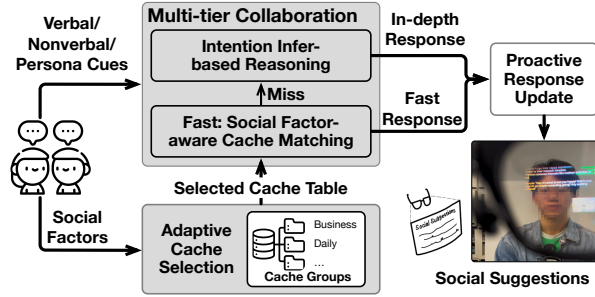 Verbal/
Nonverbal/
Persona Cues
Multi-tier Collaboration
Intention Infer-
based Reasoning
Miss
Fast: Social Factor-
aware Cache Matching
In-depth
Response
Fast
Response
Proactive
Response
Update
Selected Cache Table
Social
Factors
Adaptive
Cache
Selection
Business
Daily
...
Cache Groups
Social Suggestions
Social Suggestions